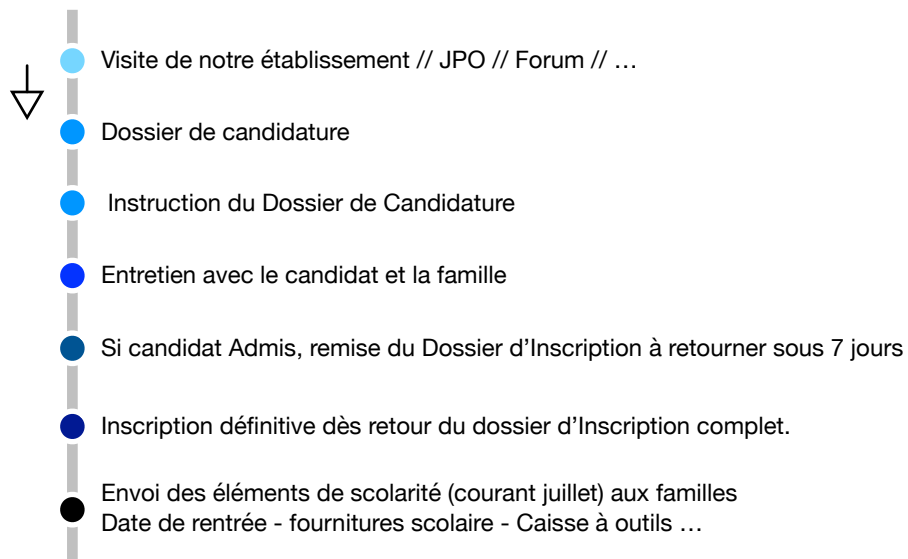 Visite de notre établissement // JPO // Forum // …
Dossier de candidature
Instruction du Dossier de Candidature
Entretien avec le candidat et la famille
Si candidat Admis, remise du Dossier d’Inscription à retourner sous 7 jours
Inscription définitive dès retour du dossier d’Inscription complet.
Envoi des éléments de scolarité (courant juillet) aux familles
Date de rentrée - fournitures scolaire - Caisse à outils …